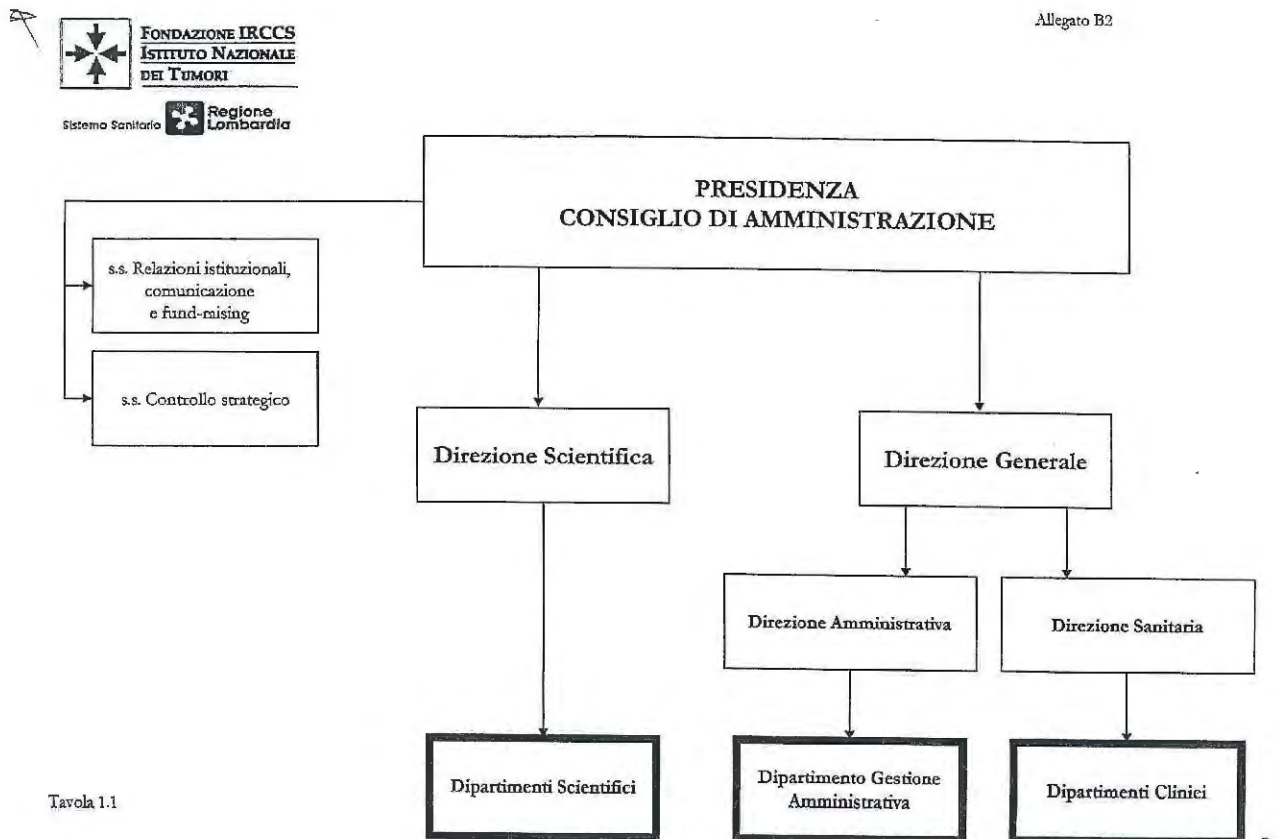 Allegato B2
FONDAZIONE IRCCS
ISTITUTO NAZIONALE
DEI TUMORI
Sistema Sanitario Regione
Lombardia
PRESIDENZA
CONSIGLIO DI AMMINISTRAZIONE
s.s. Relazioni istituzionali,
comunicazione
e fund-mising
s.s. Controllo strategico
Direzione Scientifica
Direzione Generale
Direzione Amministrativa
Direzione Sanitaria
Dipartimenti Scientifici
Dipartimento Gestione
Amministrativa
Dipartimenti Clinici
Tavola 1.1